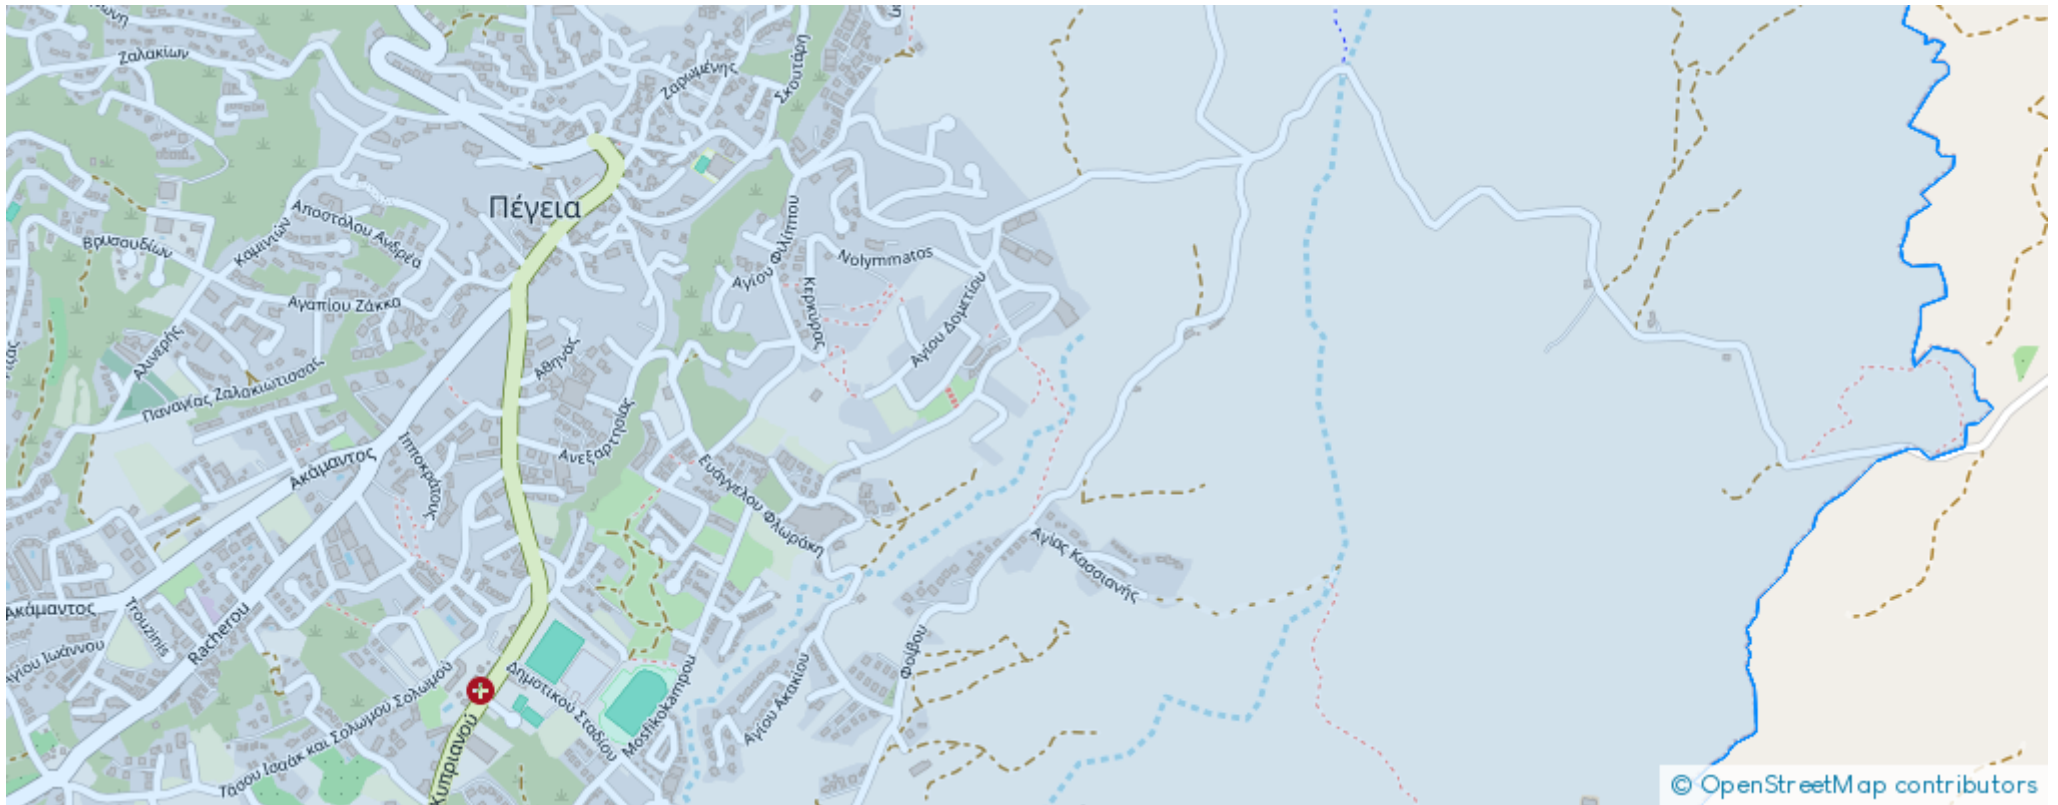 Ζαλακίων
Ζαρωμένης
Σκουτάρη
Πέγεια
Αποστόλου Ανδρέα
Καμινιών
Βρυσουδίων
Αγαπίου Ζάκκα
Αγίου Φιλίππου
Nolymmatos
Κερκύρας
Αγίου Δομετίου
Αλινερής
Αθηνάς
Παναγίας Ζαλακιωτισσας
Ανεξαρτησίας
Ακάμαντος
Ιπποκράτους
Ευάγγελου Φλωράκη
Αγίας Κασσιανής
Ακάμαντος
Trouzinis
Racherou
Αγίου Ιωάννου
Φοίβου
Τάσου Ισαάκ και Σολωμού Σολωμού
Δημοτικού Σταδίου
Mosfikokampou
Αγίου Ακακίου
Κυπριανού
© OpenStreetMap contributors